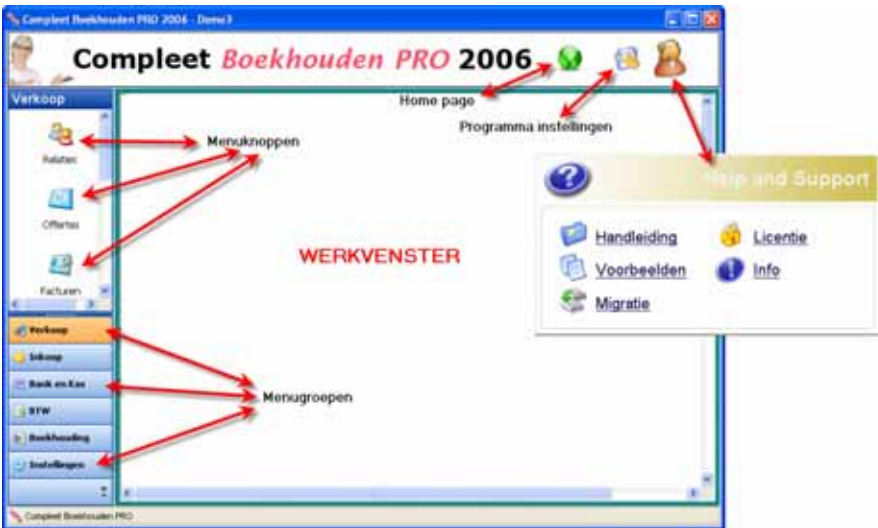 Compleet Boekhouden PRO 2006 - Demo3
Compleet Boekhouden PRO 2006
Home page
Programma instellingen
Verkoop
Menuknoppen
Relaties
Offertes
Facturen
Help and Support
Handleiding
Licentie
Voorbeelden
Info
Migratie
WERKVENSTER
Verkoop
Inkoop
Bank en Kas
BTW
Boekhouding
Instellingen
Menugroepen
Compleet Boekhouden PRO